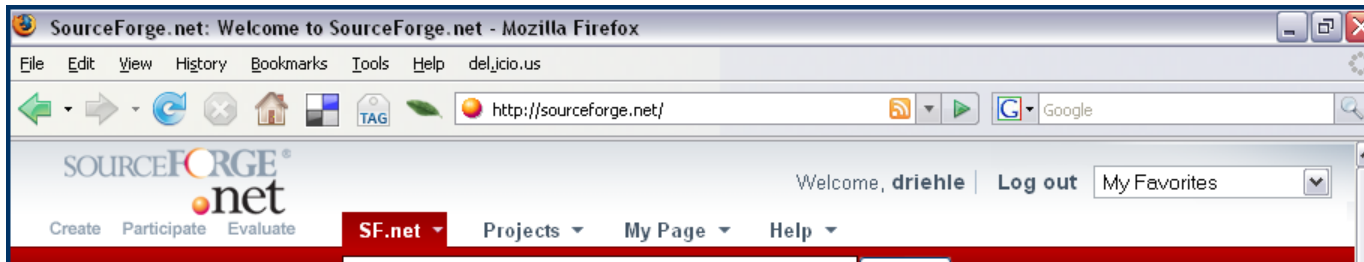 SourceForge.net: Welcome to SourceForge.net - Mozilla Firefox
File Edit View History Bookmarks Tools Help del.icio.us
TAG http://sourceforge.net/ G Google
SOURCEFORGE®
.net
Welcome, driehle Log out My Favorites
Create Participate Evaluate SF.net Projects My Page Help